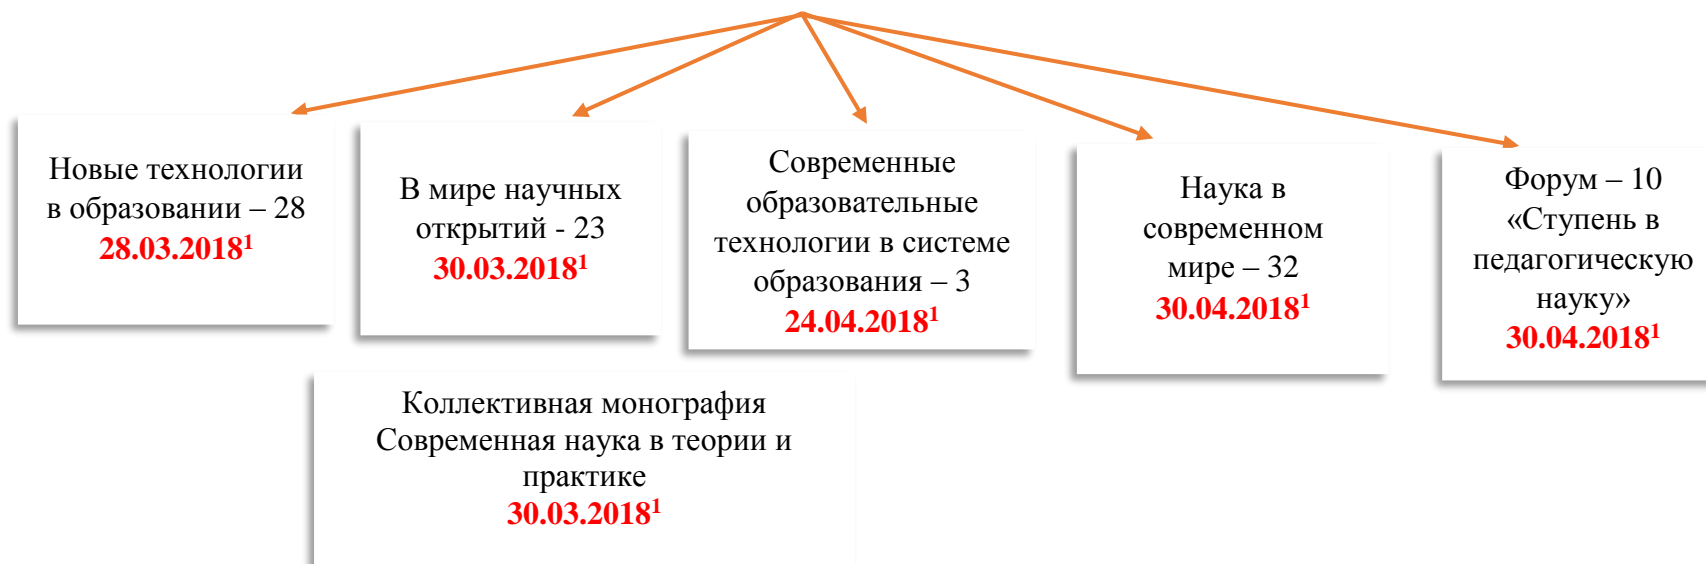 Новые технологии
в образовании – 28
28.03.2018¹
В мире научных
открытий - 23
30.03.2018¹
Современные
образовательные
технологии в системе
образования – 3
24.04.2018¹
Наука в
современном
мире – 32
30.04.2018¹
Форум – 10
«Ступень в
педагогическую
науку»
30.04.2018¹
Коллективная монография
Современная наука в теории и
практике
30.03.2018¹